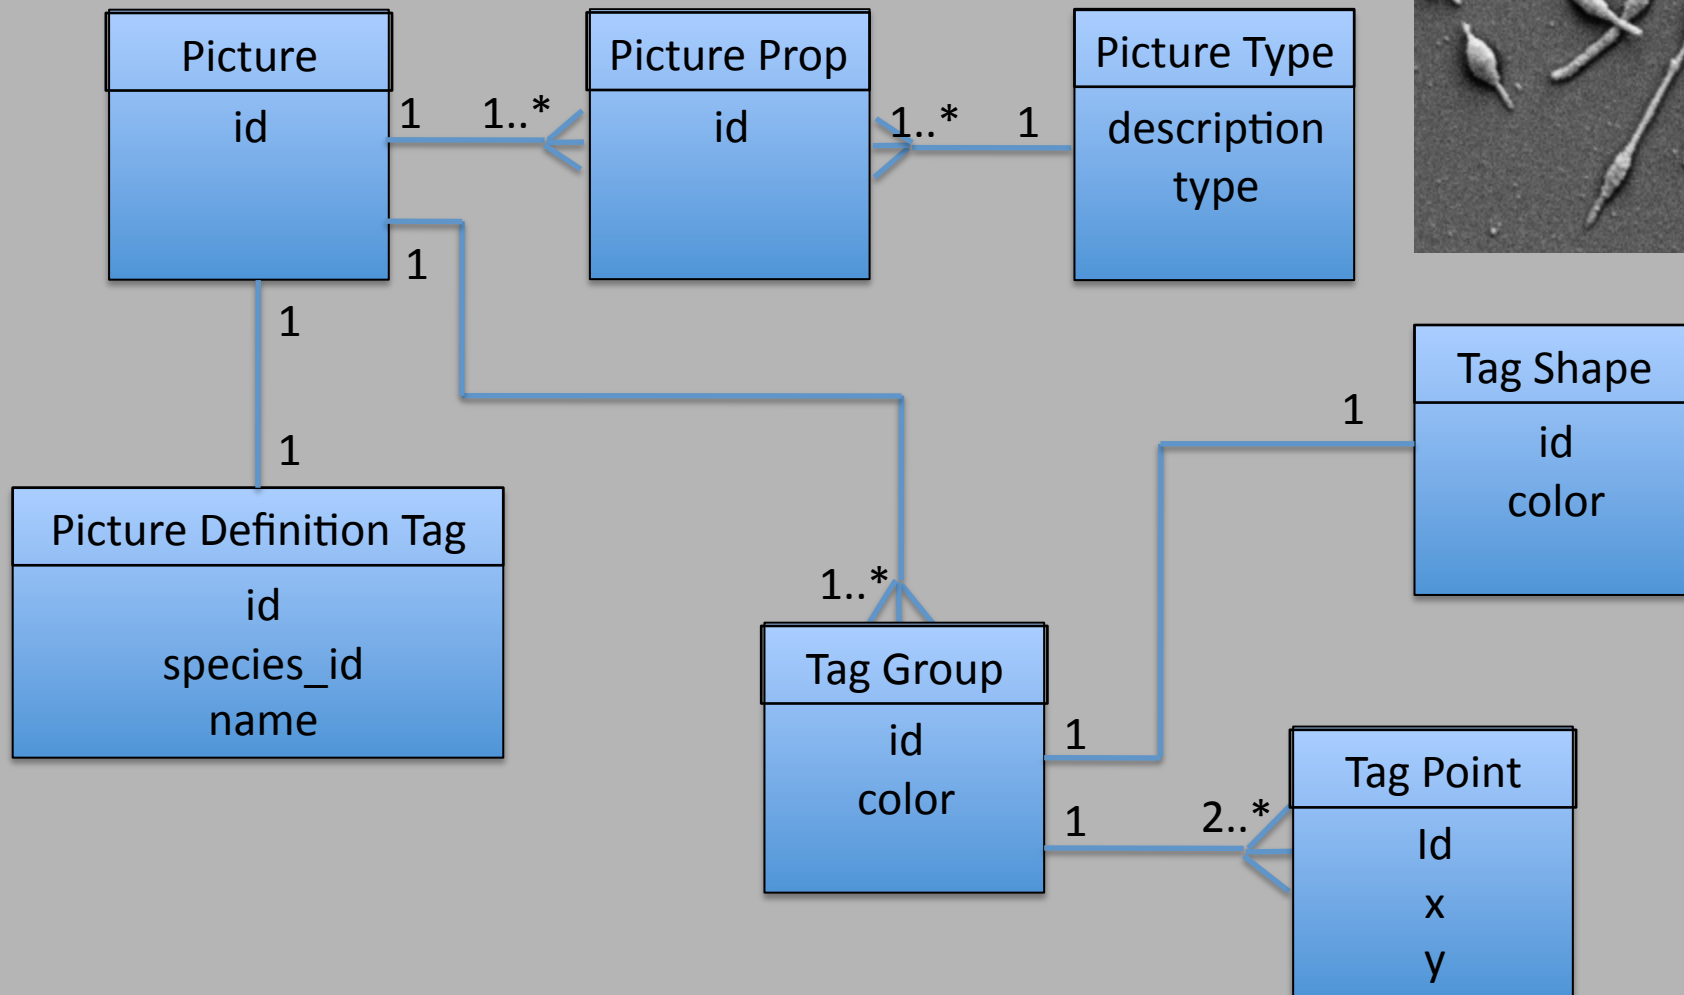 Picture
id
Picture Prop
id
Picture Type
description
type
1
1..*
1..*
1
1
1
1
Picture Definition Tag
id
species_id
name
Tag Shape
id
color
1
1..*
Tag Group
id
color
1
1
2..*
Tag Point
Id
x
y